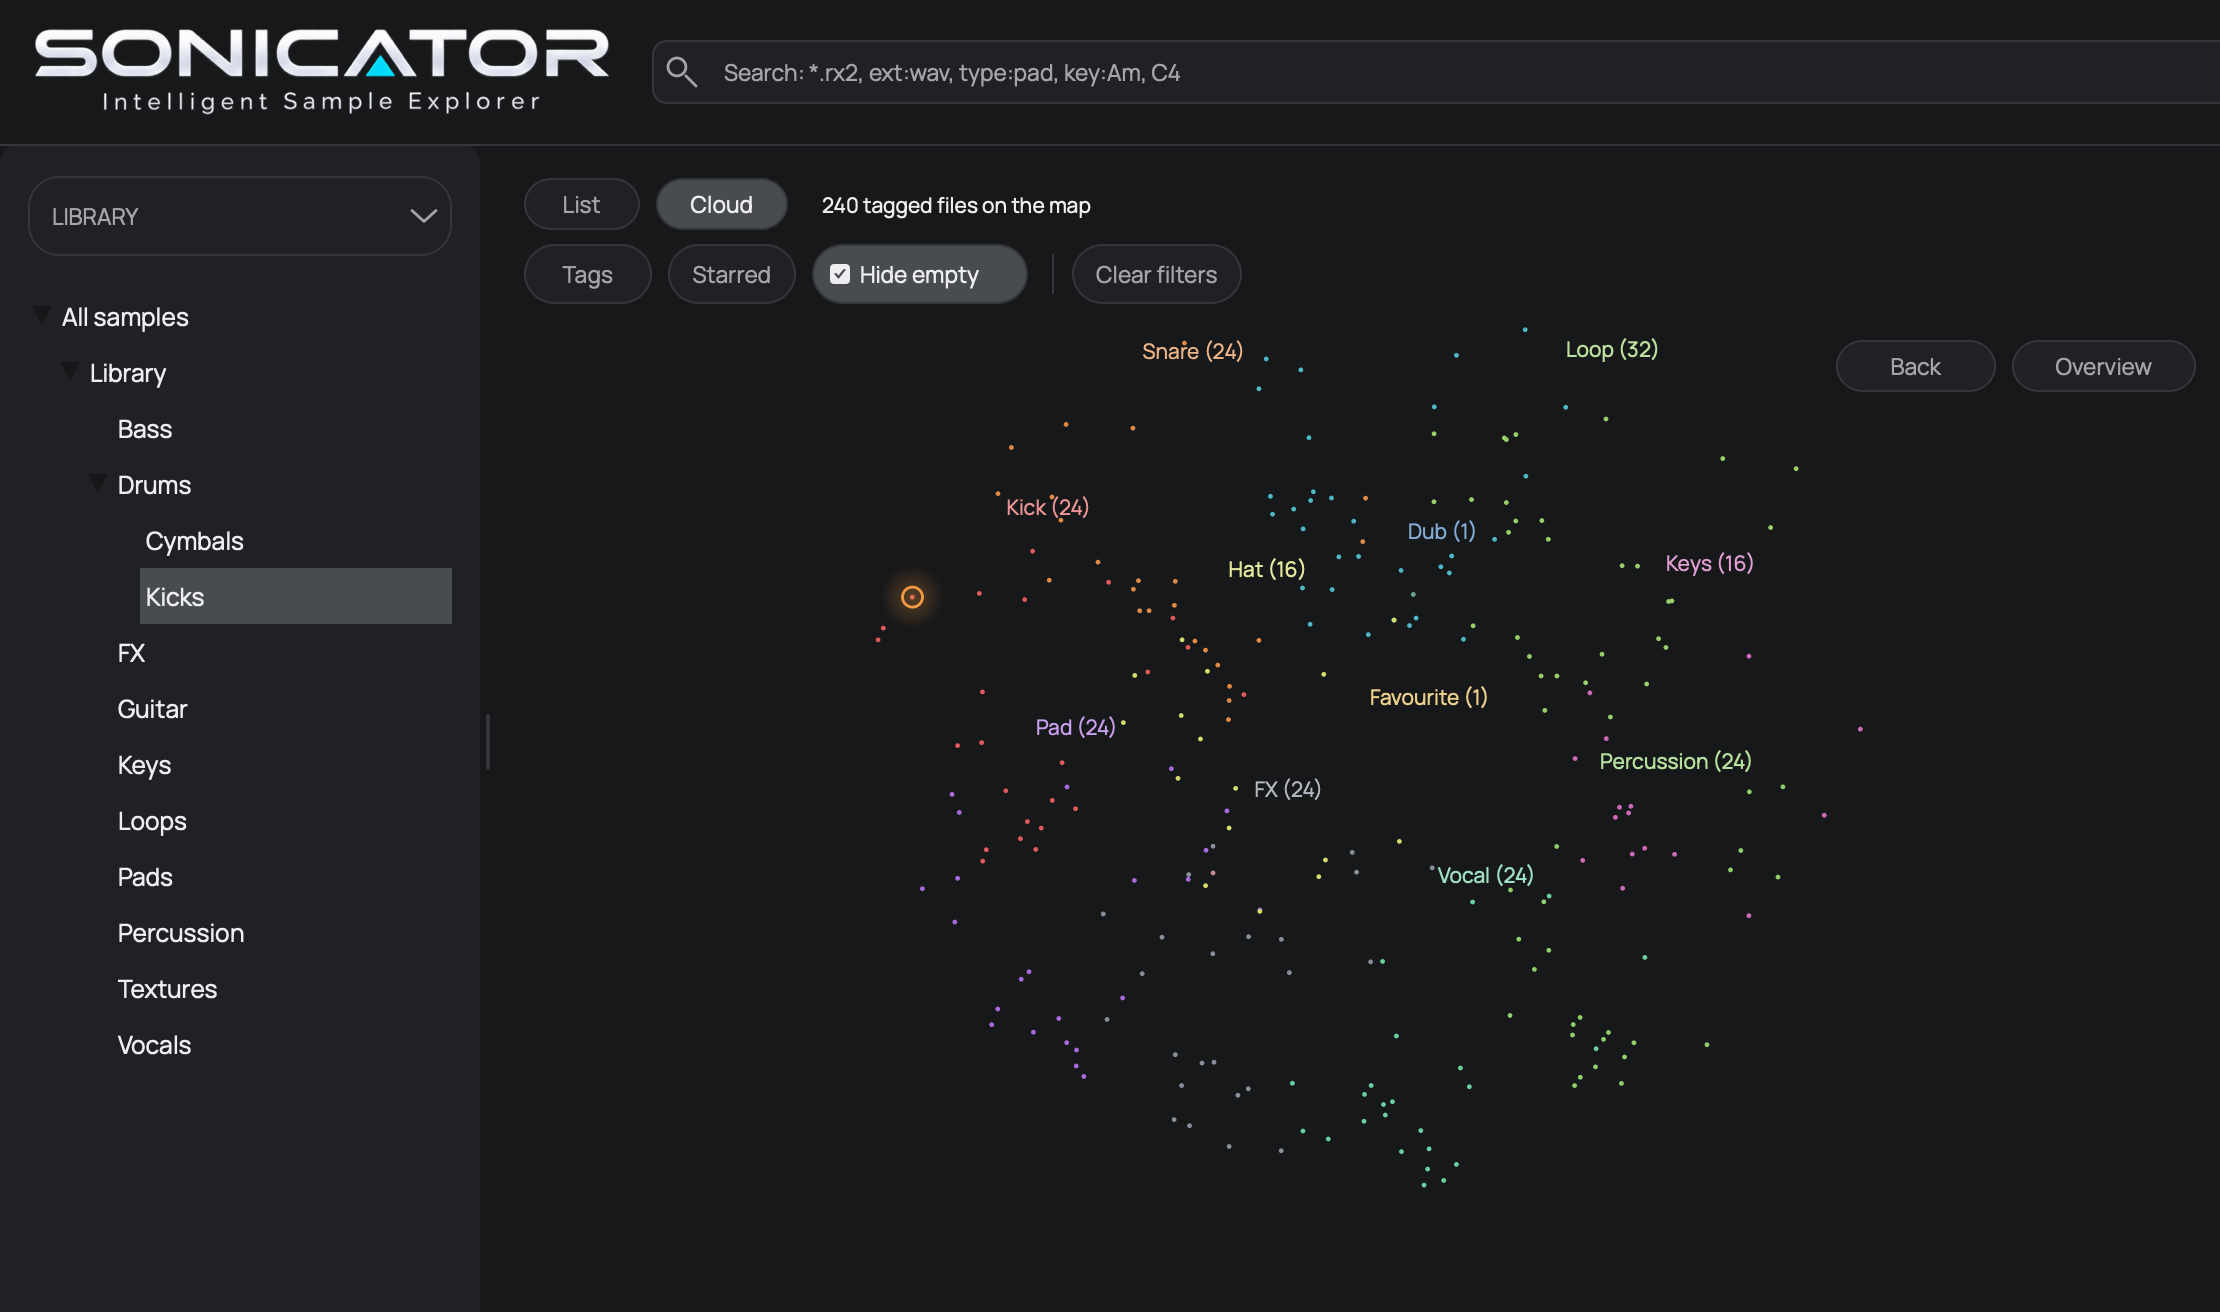 SONICATOR
Intelligent Sample Explorer
Search: *.rx2, ext:wav, type:pad, key:Am, C4
LIBRARY
All samples
Library
Bass
Drums
Cymbals
Kicks
FX
Guitar
Keys
Loops
Pads
Percussion
Textures
Vocals
List
Cloud
240 tagged files on the map
Tags
Starred
Hide empty
Clear filters
Back
Overview
Snare (24)
Loop (32)
Kick (24)
Dub (1)
Hat (16)
Keys (16)
Favourite (1)
Pad (24)
Percussion (24)
FX (24)
Vocal (24)